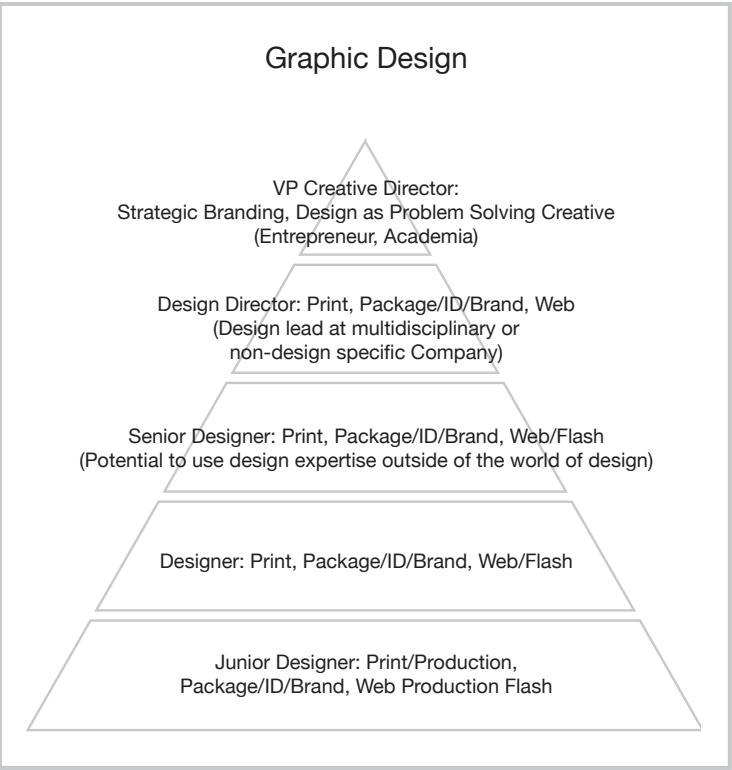 Graphic Design
VP Creative Director:
Strategic Branding, Design as Problem Solving Creative
(Entrepreneur, Academia)
Design Director: Print, Package/ID/Brand, Web
(Design lead at multidisciplinary or
non-design specific Company)
Senior Designer: Print, Package/ID/Brand, Web/Flash
(Potential to use design expertise outside of the world of design)
Designer: Print, Package/ID/Brand, Web/Flash
Junior Designer: Print/Production,
Package/ID/Brand, Web Production Flash